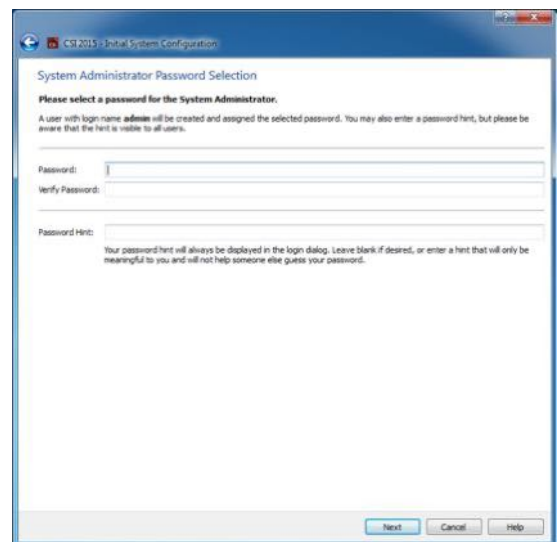 CSI 2015 - Initial System Configuration
System Administrator Password Selection
Please select a password for the System Administrator.
A user with login name admin will be created and assigned the selected password. You may also enter a password hint, but please be
aware that the hint is visible to all users.
Password:
Verify Password:
Password Hint:
Your password hint will always be displayed in the login dialog. Leave blank if desired, or enter a hint that will only be
meaningful to you and will not help someone else guess your password.
Next Cancel Help